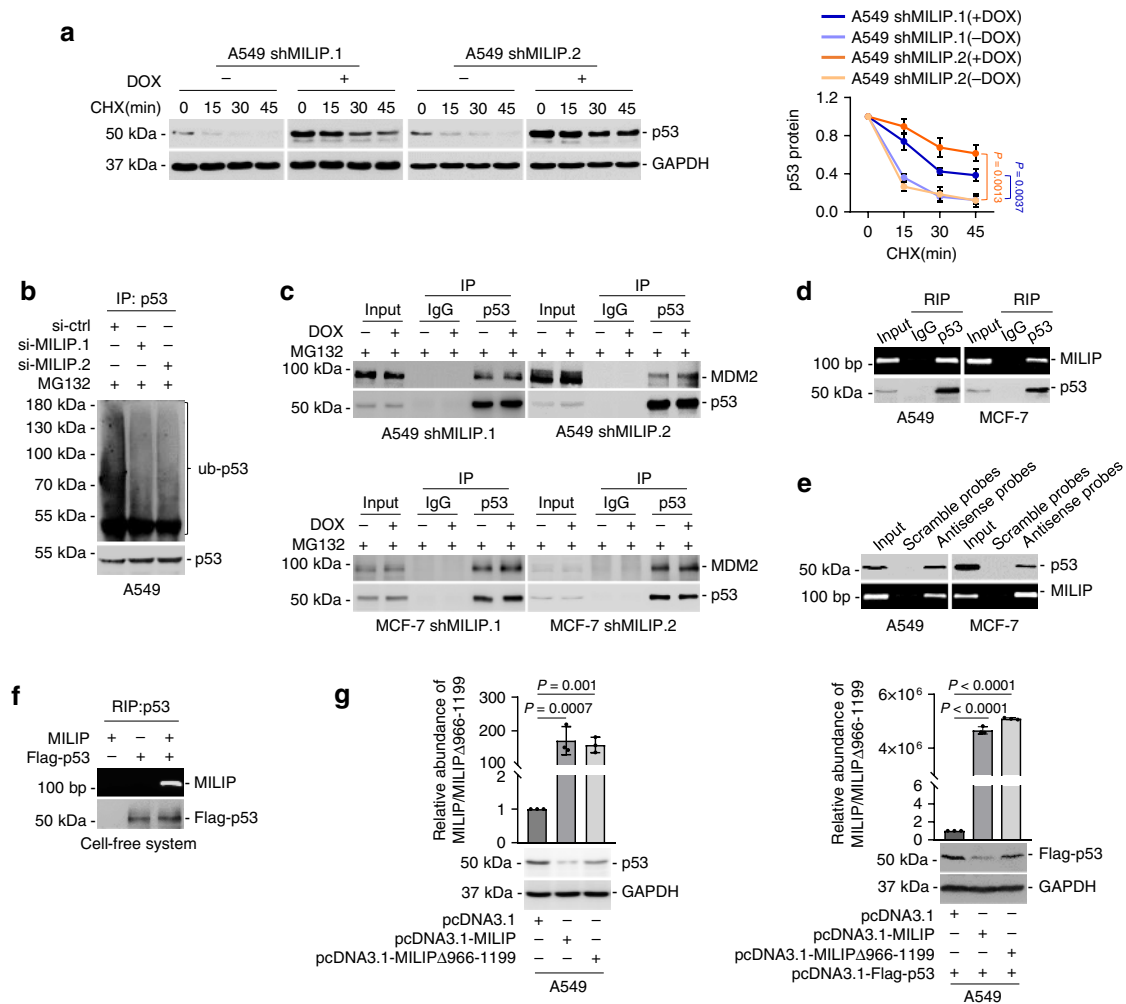 a
A549 shMILIP.1 A549 shMILIP.2
DOX – + – +
CHX(min) 0 15 30 45 0 15 30 45 0 15 30 45 0 15 30 45
50 kDa - - p53
37 kDa - - GAPDH
A549 shMILIP.1(+DOX)
A549 shMILIP.1(–DOX)
A549 shMILIP.2(+DOX)
A549 shMILIP.2(–DOX)
p53 protein
1.2
0.8
0.4
0.0
0 15 30 45
CHX(min)
P = 0.0013
P = 0.0037
b
IP: p53
si-ctrl + – –
si-MILIP.1 – + –
si-MILIP.2 – – +
MG132 + + +
180 kDa -
130 kDa -
100 kDa -
70 kDa -
55 kDa -
ub-p53
55 kDa - - p53
A549
c
IP IP
Input IgG p53 Input IgG p53
DOX – + – + – + – + – + – +
MG132 + + + + + + + + + + + +
100 kDa - - MDM2
50 kDa - - p53
A549 shMILIP.1 A549 shMILIP.2
IP IP
Input IgG p53 Input IgG p53
DOX – + – + – + – + – + – +
MG132 + + + + + + + + + + + +
100 kDa - - MDM2
50 kDa - - p53
MCF-7 shMILIP.1 MCF-7 shMILIP.2
d
RIP RIP
Input IgG p53 Input IgG p53
100 bp - - MILIP
50 kDa - - p53
A549 MCF-7
e
Input Scramble probes Antisense probes Input Scramble probes Antisense probes
50 kDa - - p53
100 bp - - MILIP
A549 MCF-7
f
RIP:p53
MILIP + – +
Flag-p53 – + +
100 bp - - MILIP
50 kDa - - Flag-p53
Cell-free system
g
Relative abundance of
MILIP/MILIPΔ966-1199
300
200
100
2
1
0
P = 0.001
P = 0.0007
50 kDa - - p53
37 kDa - - GAPDH
pcDNA3.1 + – –
pcDNA3.1-MILIP – + –
pcDNA3.1-MILIPΔ966-1199 – – +
A549
Relative abundance of
MILIP/MILIPΔ966-1199
6×10⁶
4×10⁶
6
4
2
0
P < 0.0001
P < 0.0001
50 kDa - - Flag-p53
37 kDa - - GAPDH
pcDNA3.1 + – –
pcDNA3.1-MILIP – + –
pcDNA3.1-MILIPΔ966-1199 – – +
pcDNA3.1-Flag-p53 + + +
A549